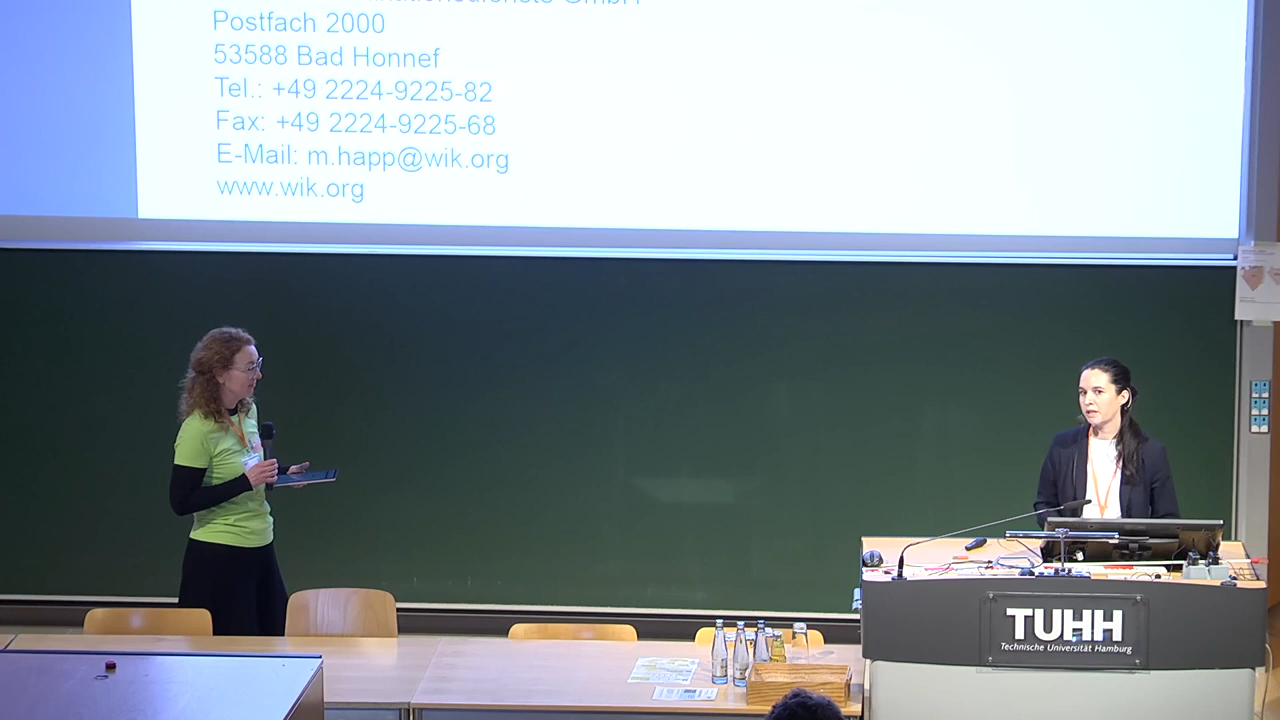 Postfach 2000
53588 Bad Honnef
Tel.: +49 2224-9225-82
Fax: +49 2224-9225-68
E-Mail: m.happ@wik.org
www.wik.org
TUHH
Technische Universität Hamburg